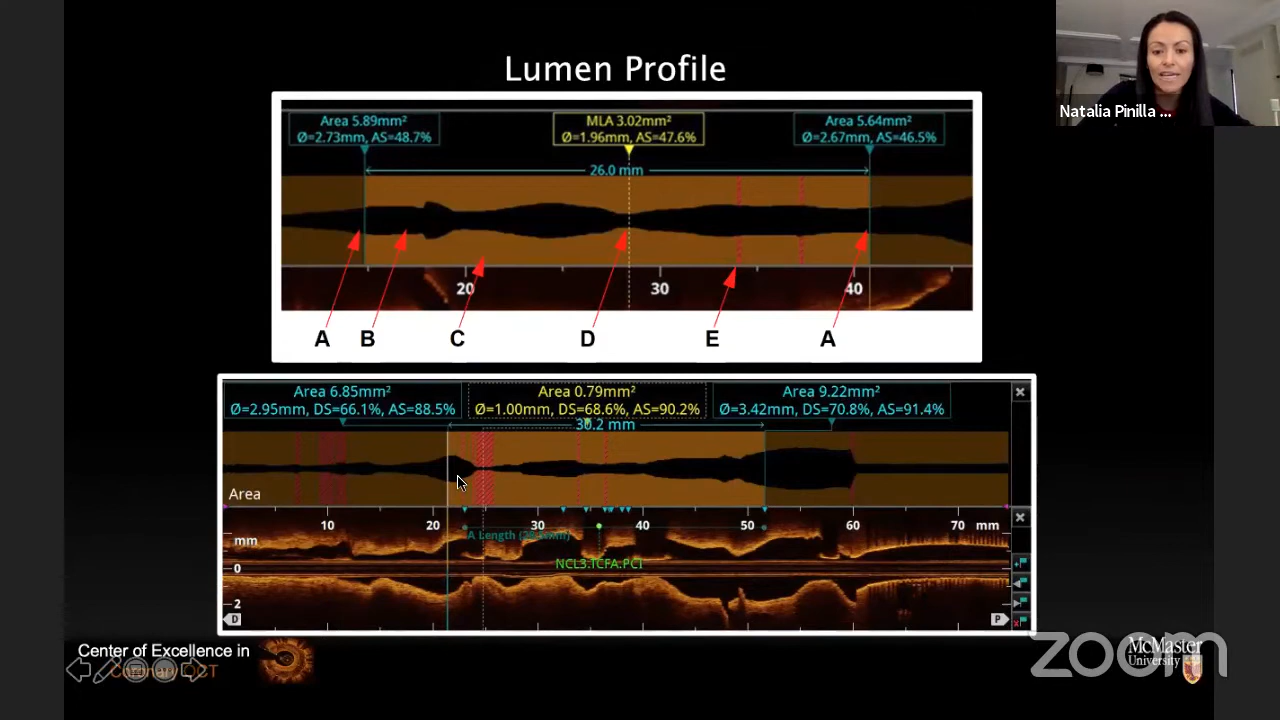 Lumen Profile
Natalia Pinilla ...
Area 5.89mm²
Ø=2.73mm, AS=48.7%
MLA 3.02mm²
Ø=1.96mm, AS=47.6%
Area 5.64mm²
Ø=2.67mm, AS=46.5%
26.0 mm
20 30 40
A B C D E A
Area 6.85mm²
Ø=2.95mm, DS=66.1%, AS=88.5%
Area 0.79mm²
Ø=1.00mm, DS=68.6%, AS=90.2%
Area 9.22mm²
Ø=3.42mm, DS=70.8%, AS=91.4%
30.2 mm
Area
10 20 30 40 50 60 70 mm
mm
A Length
NCL3.TCFA.PCI
0
2
D P
Center of Excellence in
Coronary OCT
zoom
McMaster
University